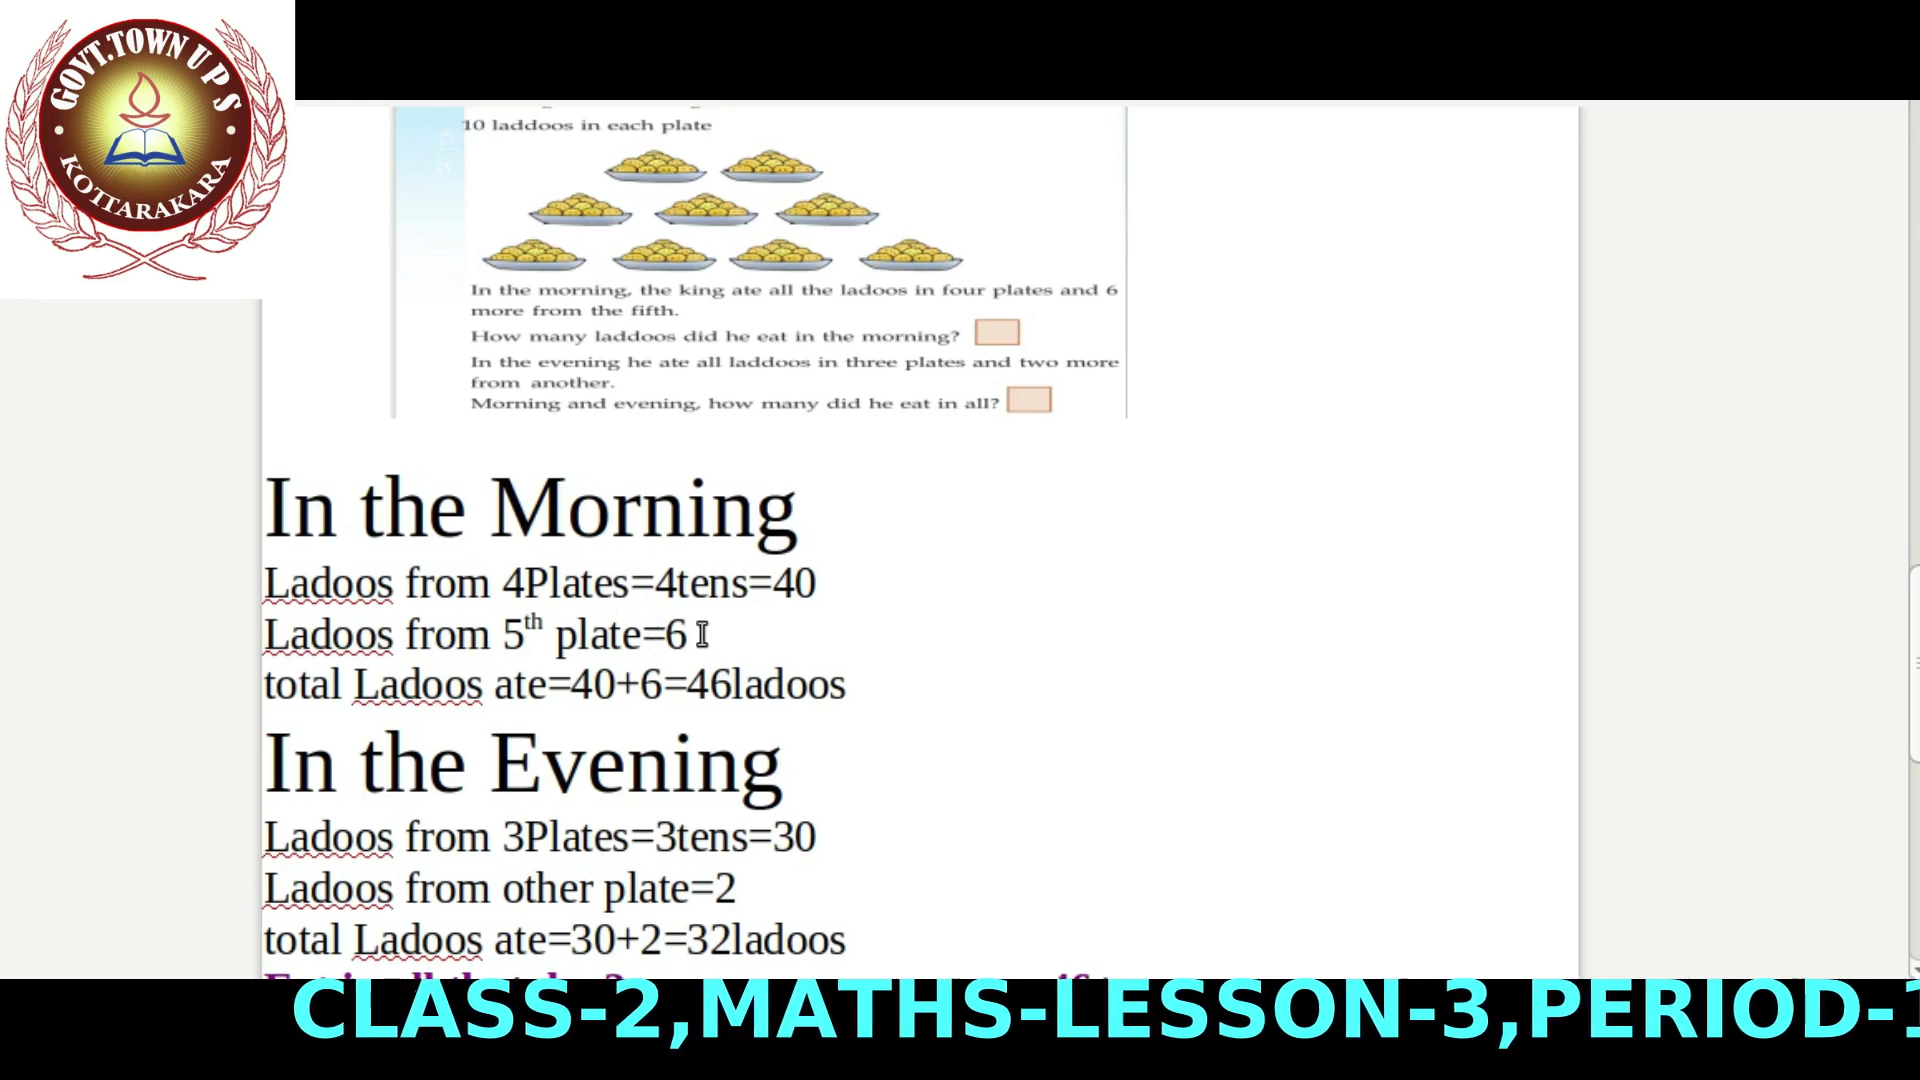 GOVT.TOWN U P S
KOTTARAKARA
10 laddoos in each plate
In the morning, the king ate all the ladoos in four plates and 6
more from the fifth.
How many laddoos did he eat in the morning?
In the evening he ate all laddoos in three plates and two more
from another.
Morning and evening, how many did he eat in all?
In the Morning
Ladoos from 4Plates=4tens=40
Ladoos from 5th plate=6
total Ladoos ate=40+6=46ladoos
In the Evening
Ladoos from 3Plates=3tens=30
Ladoos from other plate=2
total Ladoos ate=30+2=32ladoos
CLASS-2,MATHS-LESSON-3,PERIOD-1